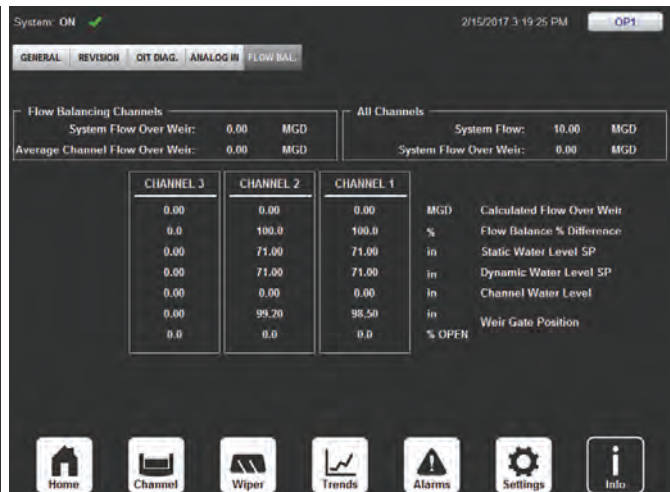 System: ON 2/15/2017 3:19:25 PM OP1
GENERAL REVISION OIT DIAG. ANALOG IN FLOW BAL.
Flow Balancing Channels All Channels
System Flow Over Weir: 0.00 MGD System Flow: 10.00 MGD
Average Channel Flow Over Weir: 0.00 MGD System Flow Over Weir: 0.00 MGD
CHANNEL 3 CHANNEL 2 CHANNEL 1
0.00 0.00 0.00 MGD Calculated Flow Over Weir
0.0 100.0 100.0 % Flow Balance % Difference
0.00 71.00 71.00 in Static Water Level SP
0.00 71.00 71.00 in Dynamic Water Level SP
0.00 0.00 0.00 in Channel Water Level
0.00 99.20 98.50 in Weir Gate Position
0.0 0.0 0.0 % OPEN
Home Channel Wiper Trends Alarms Settings Info